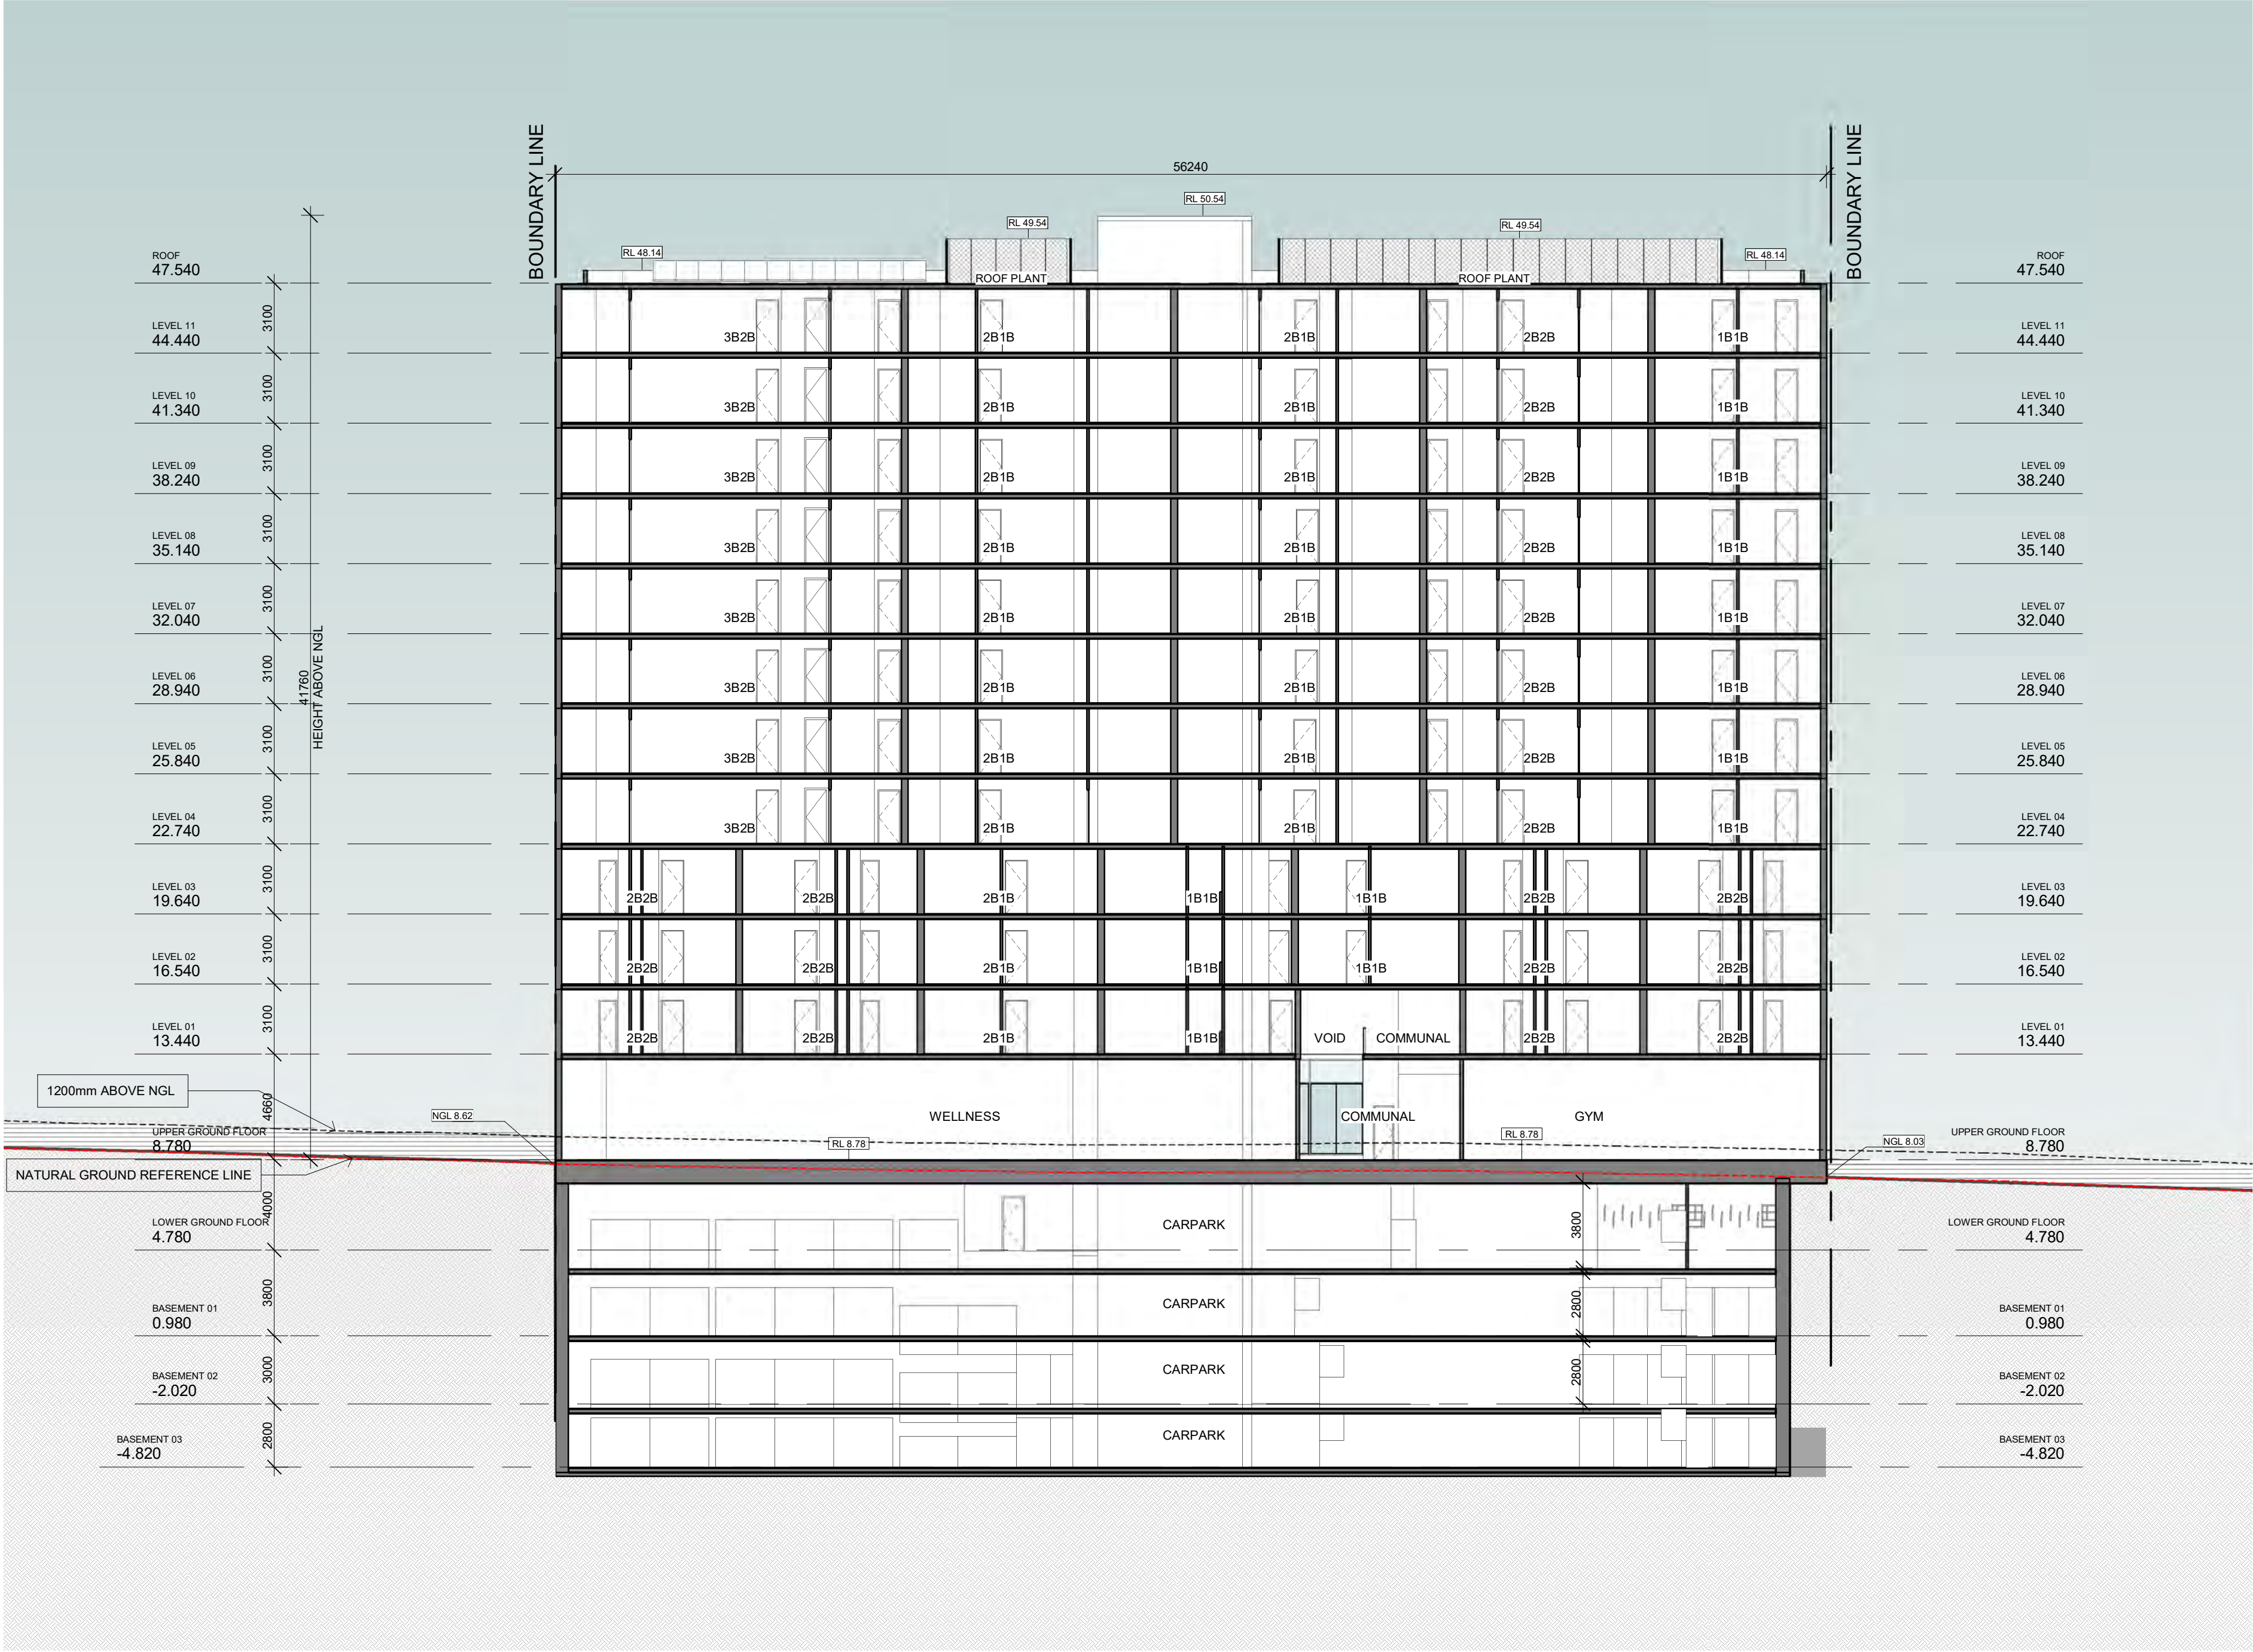 BOUNDARY LINE
BOUNDARY LINE
56240
RL 50.54
RL 49.54
RL 49.54
RL 48.14
RL 48.14
ROOF PLANT
ROOF PLANT
ROOF
47.540
ROOF
47.540
3100
LEVEL 11
44.440
3B2B 2B1B 2B1B 2B2B 1B1B
LEVEL 11
44.440
3100
LEVEL 10
41.340
3B2B 2B1B 2B1B 2B2B 1B1B
LEVEL 10
41.340
3100
LEVEL 09
38.240
3B2B 2B1B 2B1B 2B2B 1B1B
LEVEL 09
38.240
3100
LEVEL 08
35.140
3B2B 2B1B 2B1B 2B2B 1B1B
LEVEL 08
35.140
3100
LEVEL 07
32.040
3B2B 2B1B 2B1B 2B2B 1B1B
LEVEL 07
32.040
41760
HEIGHT ABOVE NGL
3100
LEVEL 06
28.940
3B2B 2B1B 2B1B 2B2B 1B1B
LEVEL 06
28.940
3100
LEVEL 05
25.840
3B2B 2B1B 2B1B 2B2B 1B1B
LEVEL 05
25.840
3100
LEVEL 04
22.740
3B2B 2B1B 2B1B 2B2B 1B1B
LEVEL 04
22.740
3100
LEVEL 03
19.640
2B2B 2B2B 2B1B 1B1B 1B1B 2B2B 2B2B
LEVEL 03
19.640
3100
LEVEL 02
16.540
2B2B 2B2B 2B1B 1B1B 1B1B 2B2B 2B2B
LEVEL 02
16.540
3100
LEVEL 01
13.440
2B2B 2B2B 2B1B 1B1B VOID COMMUNAL 2B2B 2B2B
LEVEL 01
13.440
1200mm ABOVE NGL
4660
NGL 8.62
WELLNESS COMMUNAL GYM
UPPER GROUND FLOOR
8.780
RL 8.78
RL 8.78
NGL 8.03
UPPER GROUND FLOOR
8.780
NATURAL GROUND REFERENCE LINE
4000
LOWER GROUND FLOOR
4.780
CARPARK
3800
LOWER GROUND FLOOR
4.780
3800
BASEMENT 01
0.980
CARPARK
2800
BASEMENT 01
0.980
3000
BASEMENT 02
-2.020
CARPARK
2800
BASEMENT 02
-2.020
2800
BASEMENT 03
-4.820
CARPARK
BASEMENT 03
-4.820